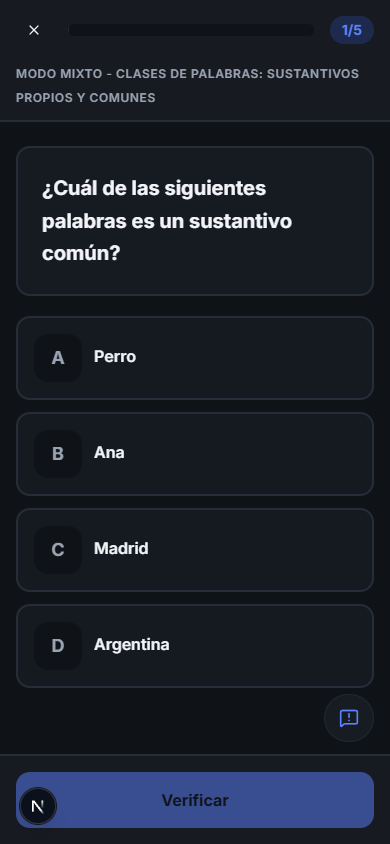 1/5
MODO MIXTO - CLASES DE PALABRAS: SUSTANTIVOS
PROPIOS Y COMUNES
¿Cuál de las siguientes
palabras es un sustantivo
común?
A Perro
B Ana
C Madrid
D Argentina
N Verificar